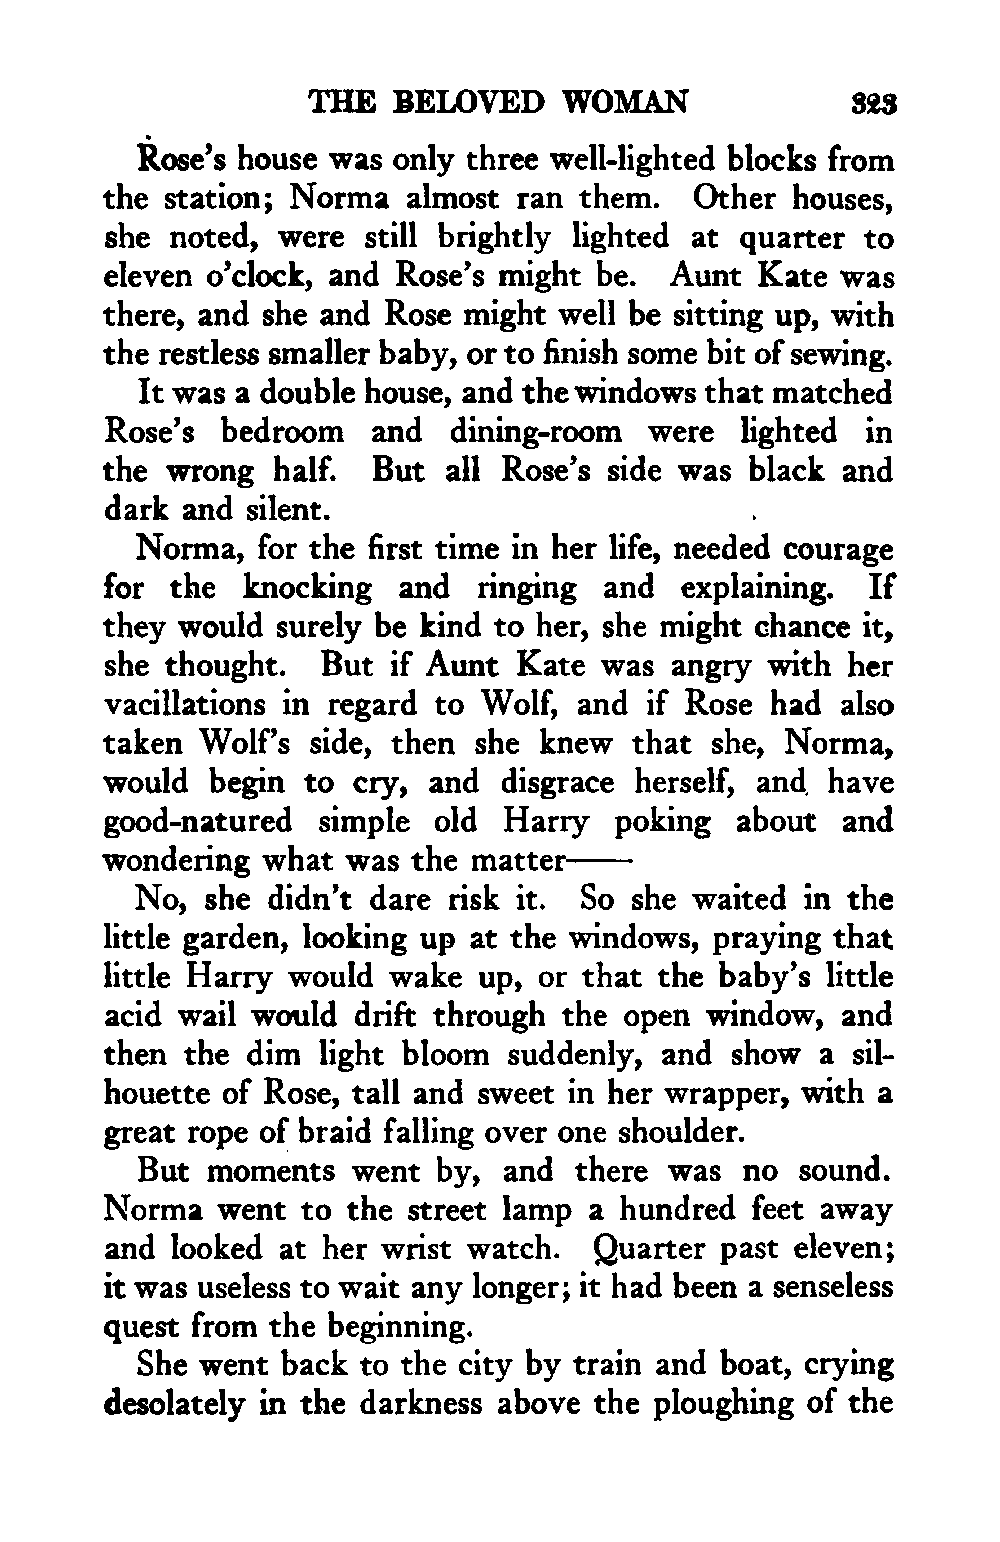 THE BELOVED WOMAN 323
Rose's house was only three well-lighted blocks from
the station; Norma almost ran them. Other houses,
she noted, were still brightly lighted at quarter to
eleven o'clock, and Rose's might be. Aunt Kate was
there, and she and Rose might well be sitting up, with
the restless smaller baby, or to finish some bit of sewing.
It was a double house, and the windows that matched
Rose's bedroom and dining-room were lighted in
the wrong half. But all Rose's side was black and
dark and silent.
Norma, for the first time in her life, needed courage
for the knocking and ringing and explaining. If
they would surely be kind to her, she might chance it,
she thought. But if Aunt Kate was angry with her
vacillations in regard to Wolf, and if Rose had also
taken Wolf's side, then she knew that she, Norma,
would begin to cry, and disgrace herself, and have
good-natured simple old Harry poking about and
wondering what was the matter——
No, she didn't dare risk it. So she waited in the
little garden, looking up at the windows, praying that
little Harry would wake up, or that the baby's little
acid wail would drift through the open window, and
then the dim light bloom suddenly, and show a sil-
houette of Rose, tall and sweet in her wrapper, with a
great rope of braid falling over one shoulder.
But moments went by, and there was no sound.
Norma went to the street lamp a hundred feet away
and looked at her wrist watch. Quarter past eleven;
it was useless to wait any longer; it had been a senseless
quest from the beginning.
She went back to the city by train and boat, crying
desolately in the darkness above the ploughing of the